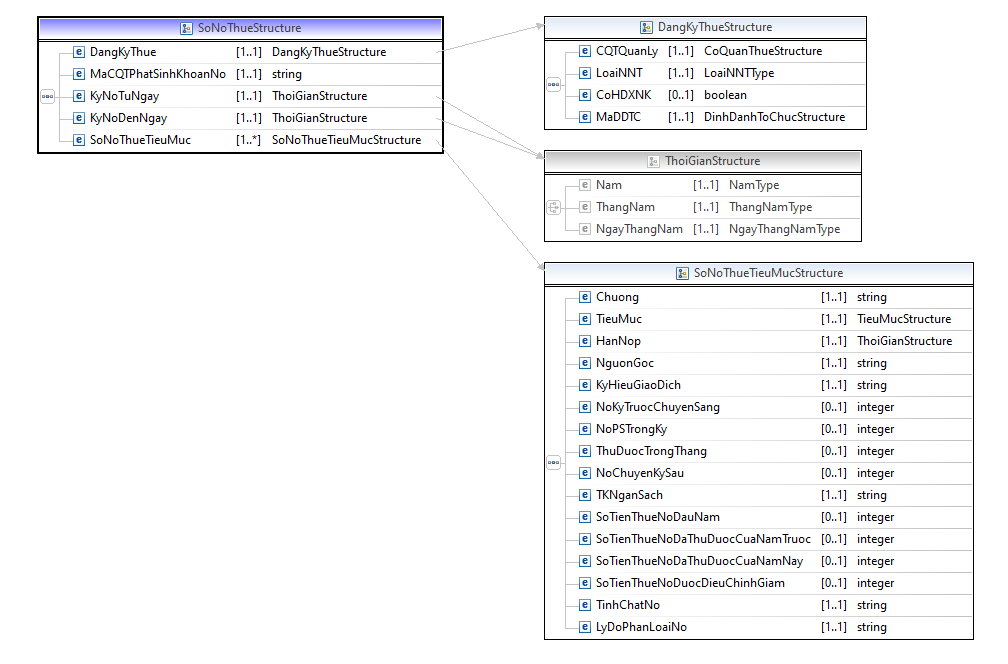 SoNoThueStructure
DangKyThue [1..1] DangKyThueStructure
MaCQTPhatSinhKhoanNo [1..1] string
KyNoTuNgay [1..1] ThoiGianStructure
KyNoDenNgay [1..1] ThoiGianStructure
SoNoThueTieuMuc [1..*] SoNoThueTieuMucStructure
DangKyThueStructure
CQTQuanLy [1..1] CoQuanThueStructure
LoaiNNT [1..1] LoaiNNTType
CoHDXNK [0..1] boolean
MaDDTC [1..1] DinhDanhToChucStructure
ThoiGianStructure
Nam [1..1] NamType
ThangNam [1..1] ThangNamType
NgayThangNam [1..1] NgayThangNamType
SoNoThueTieuMucStructure
Chuong [1..1] string
TieuMuc [1..1] TieuMucStructure
HanNop [1..1] ThoiGianStructure
NguonGoc [1..1] string
KyHieuGiaoDich [1..1] string
NoKyTruocChuyenSang [0..1] integer
NoPSTrongKy [0..1] integer
ThuDuocTrongThang [0..1] integer
NoChuyenKySau [0..1] integer
TKNganSach [1..1] string
SoTienThueNoDauNam [0..1] integer
SoTienThueNoDaThuDuocCuaNamTruoc [0..1] integer
SoTienThueNoDaThuDuocCuaNamNay [0..1] integer
SoTienThueNoDuocDieuChinhGiam [0..1] integer
TinhChatNo [1..1] string
LyDoPhanLoaiNo [1..1] string